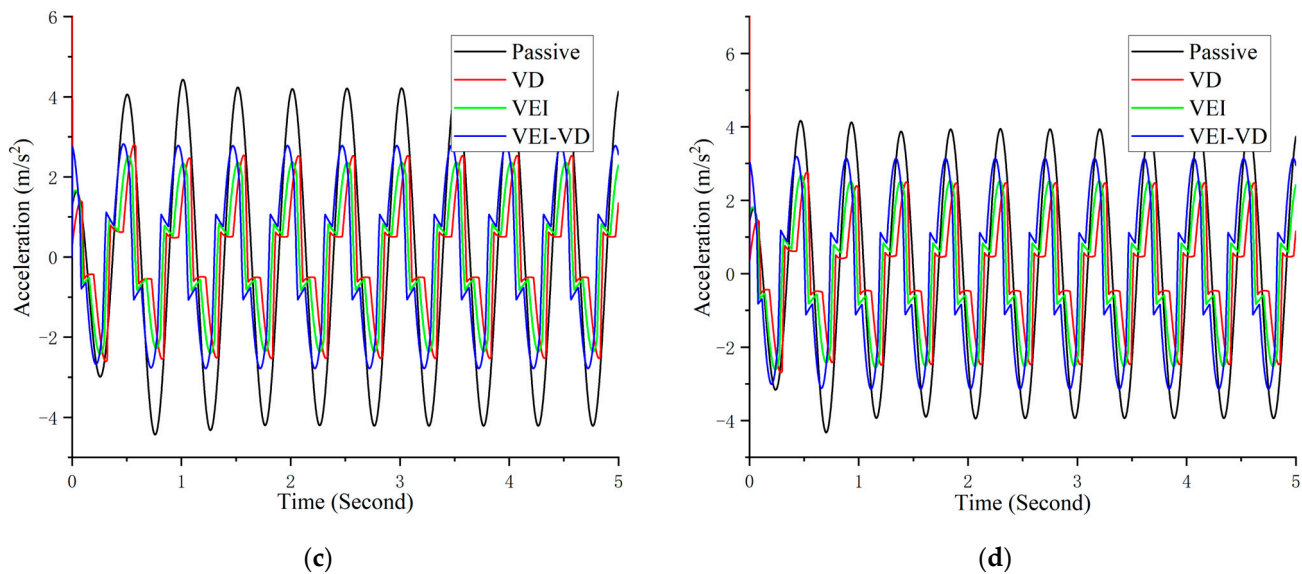 6
4
2
0
−2
−4
Acceleration (m/s²)
Passive
VD
VEI
VEI-VD
0
1
2
3
4
5
Time (Second)
(c)
6
4
2
0
−2
−4
Acceleration (m/s²)
Passive
VD
VEI
VEI-VD
0
1
2
3
4
5
Time (Second)
(d)